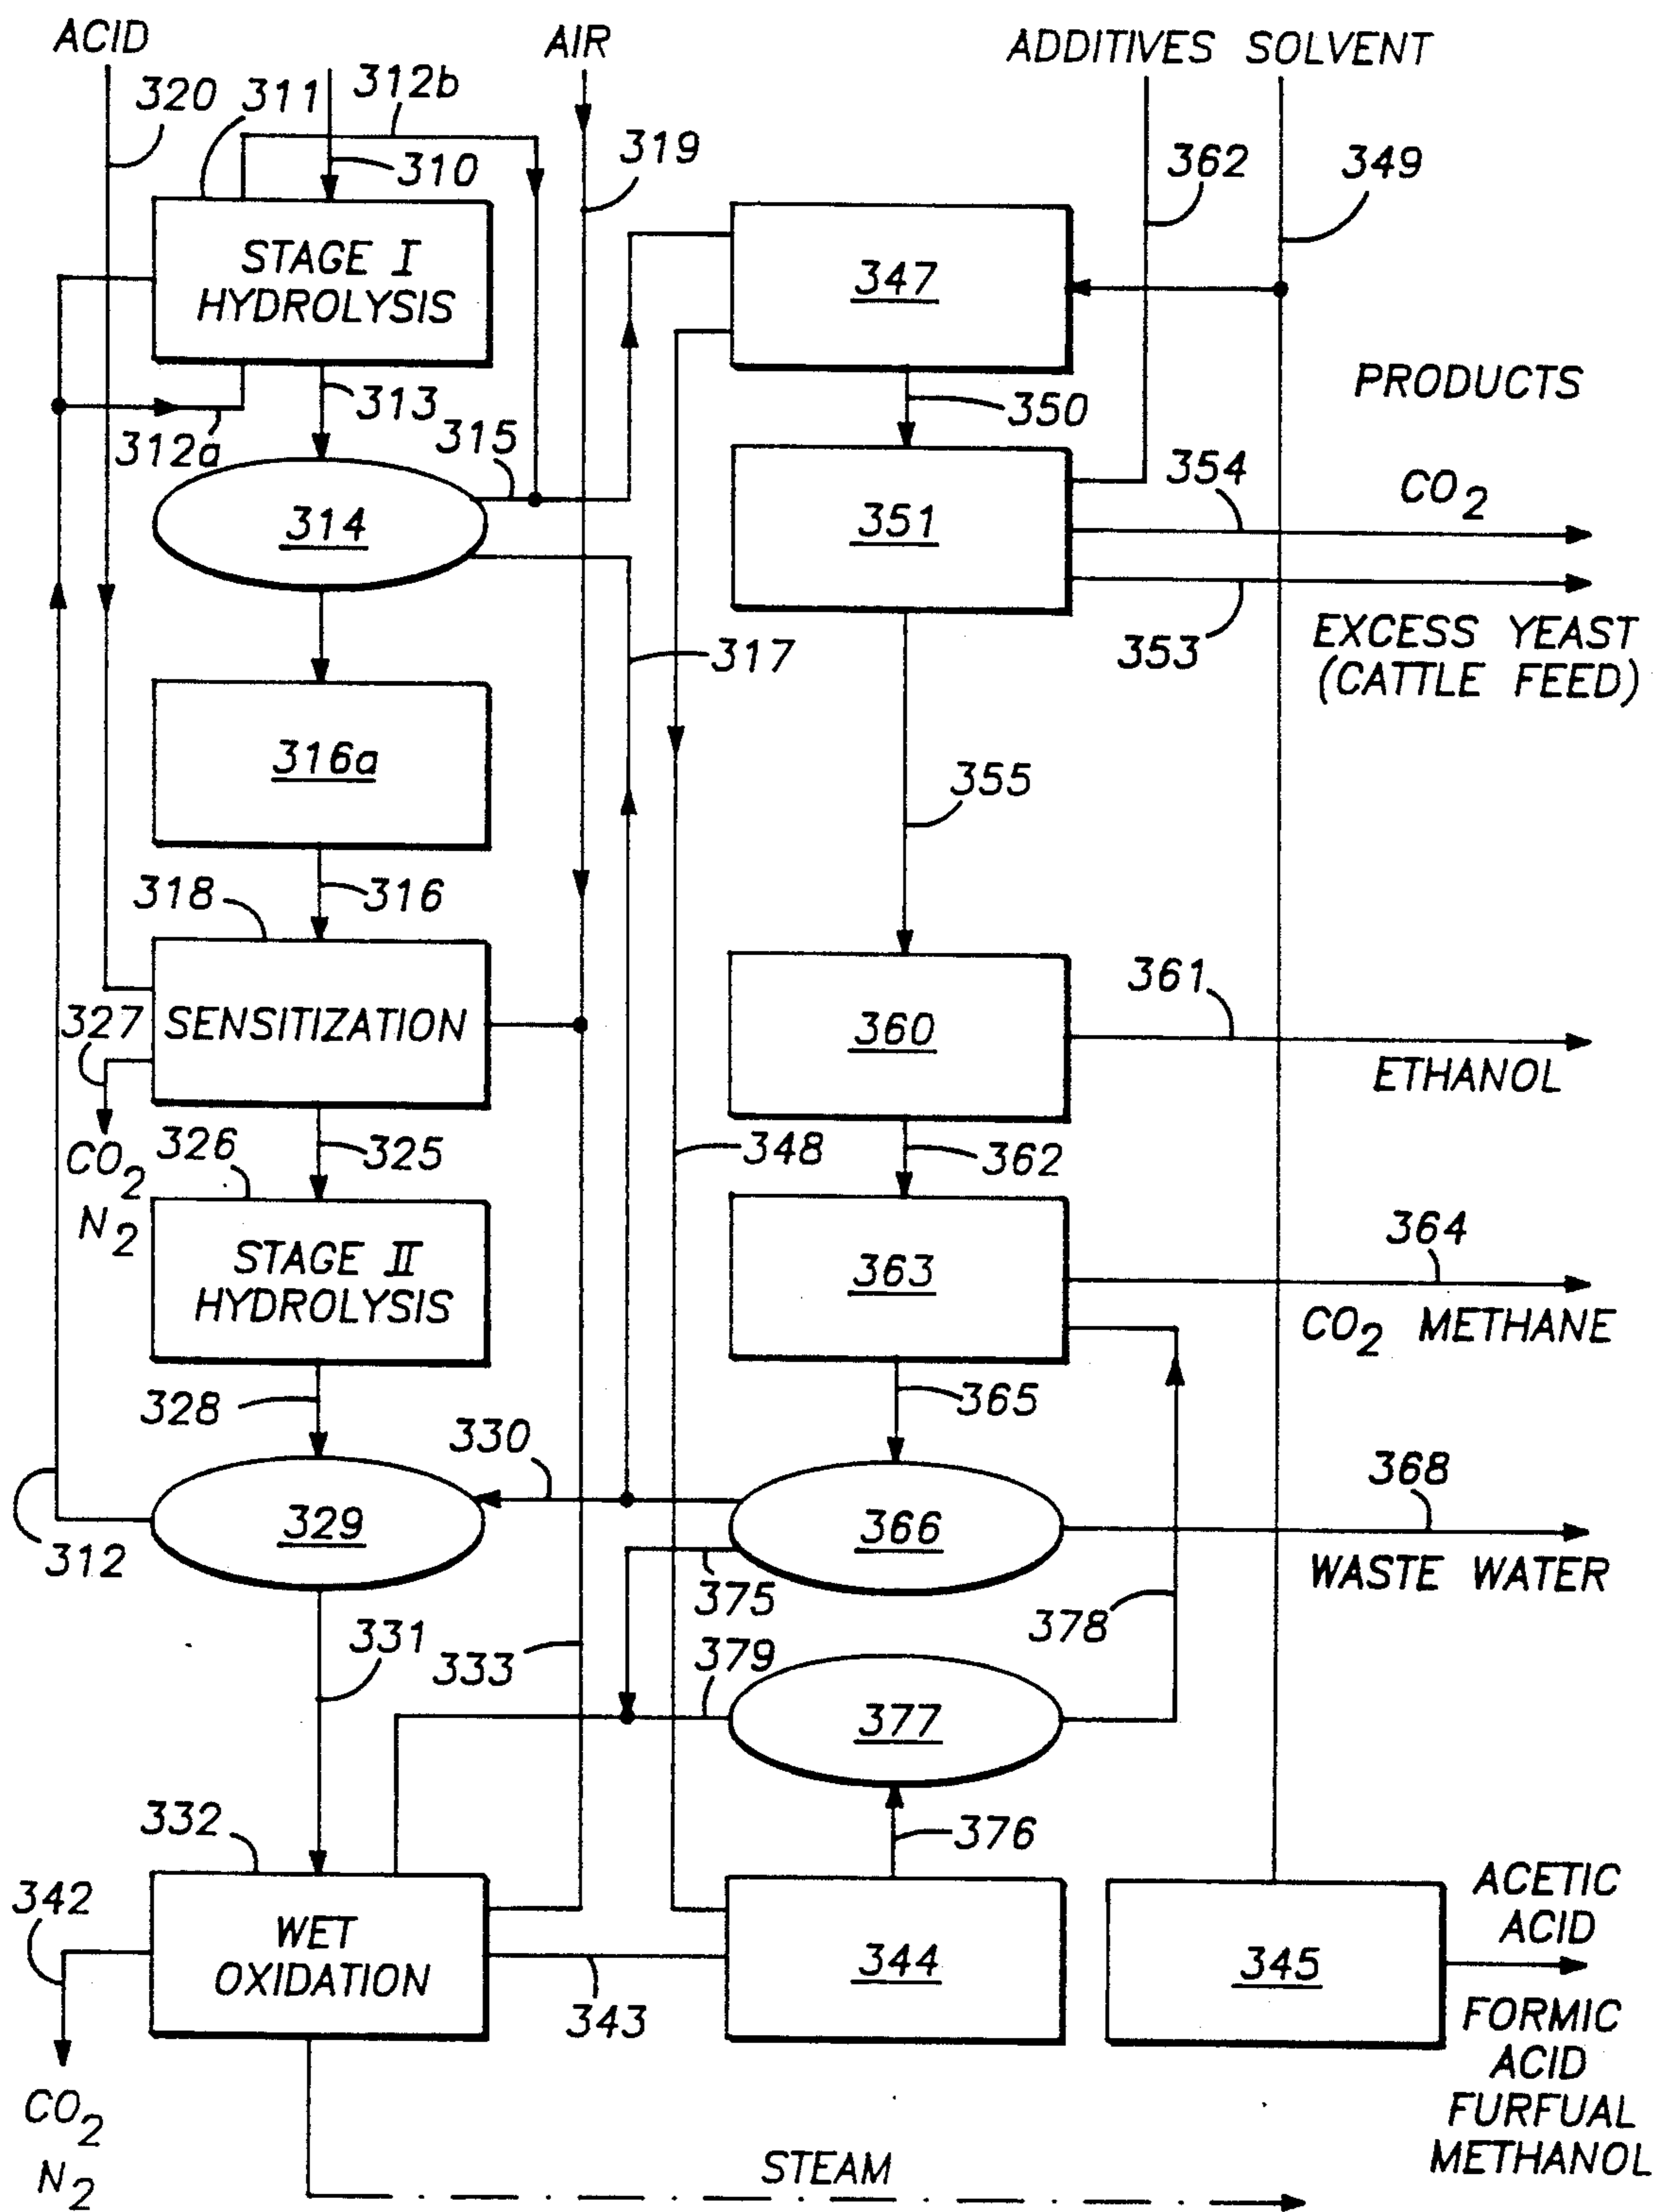 ACID
AIR
ADDITIVES SOLVENT
320
311
312b
310
319
362
349
STAGE I
HYDROLYSIS
347
PRODUCTS
313
312a
315
350
354
CO2
314
351
353
EXCESS YEAST
(CATTLE FEED)
317
316a
355
318
316
361
327
SENSITIZATION
360
ETHANOL
CO2
N2
326
325
348
362
364
STAGE II
HYDROLYSIS
363
CO2 METHANE
328
365
330
368
329
366
312
WASTE WATER
375
331
333
379
378
377
332
376
342
ACETIC
ACID
WET
OXIDATION
344
345
343
FORMIC
ACID
FURFUAL
METHANOL
CO2
N2
STEAM